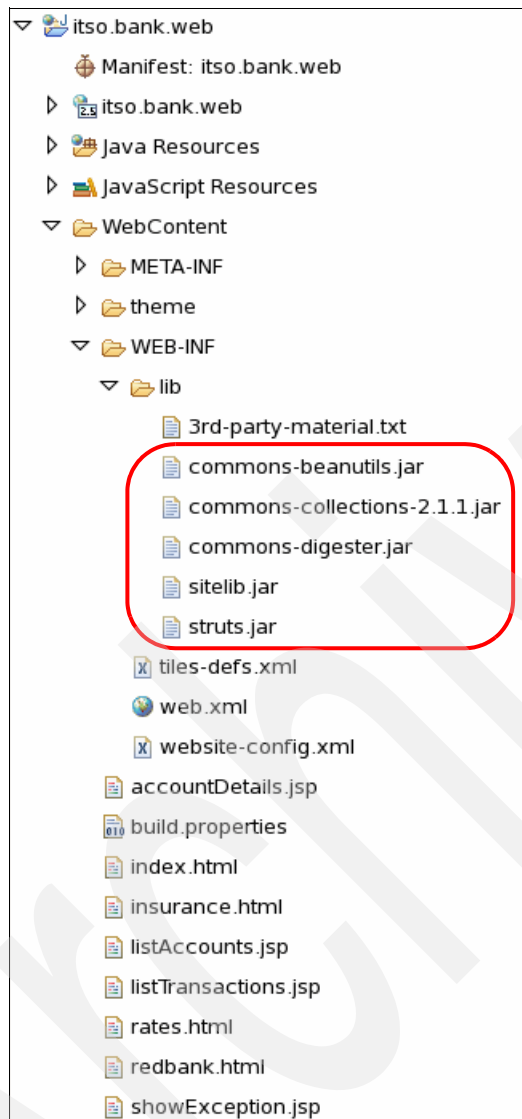 itso.bank.web
Manifest: itso.bank.web
2.5 itso.bank.web
Java Resources
JavaScript Resources
WebContent
META-INF
theme
WEB-INF
lib
3rd-party-material.txt
commons-beanutils.jar
commons-collections-2.1.1.jar
commons-digester.jar
sitelib.jar
struts.jar
x tiles-defs.xml
web.xml
x website-config.xml
accountDetails.jsp
010 build.properties
index.html
insurance.html
listAccounts.jsp
listTransactions.jsp
rates.html
redbank.html
showException.jsp